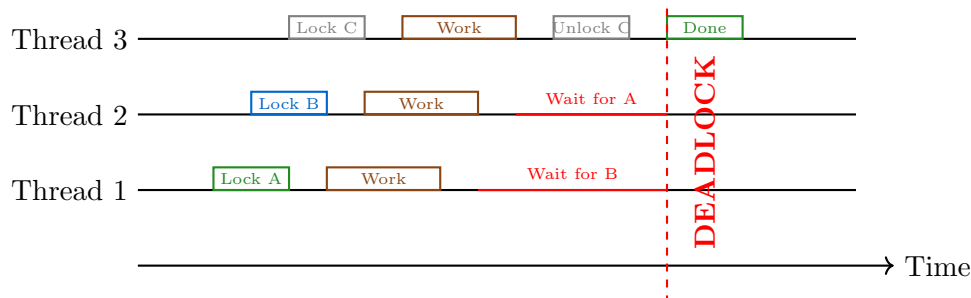 Thread 3
Lock C
Work
Unlock C
Done
Thread 2
Lock B
Work
Wait for A
Thread 1
Lock A
Work
Wait for B
DEADLOCK
Time